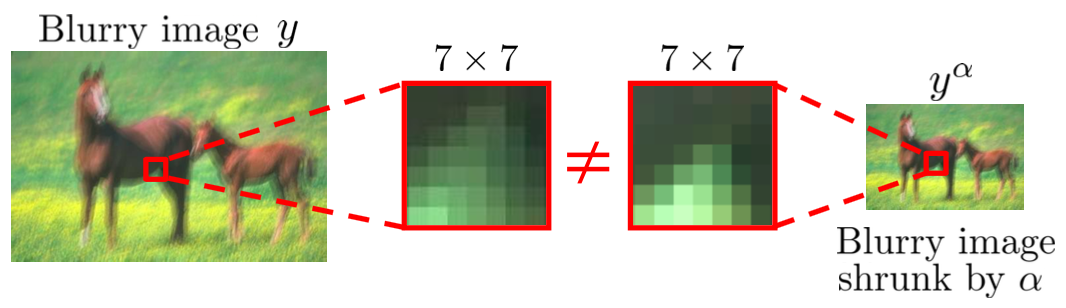 Blurry image y
7 × 7
≠
7 × 7
y^α
Blurry image
shrunk by α